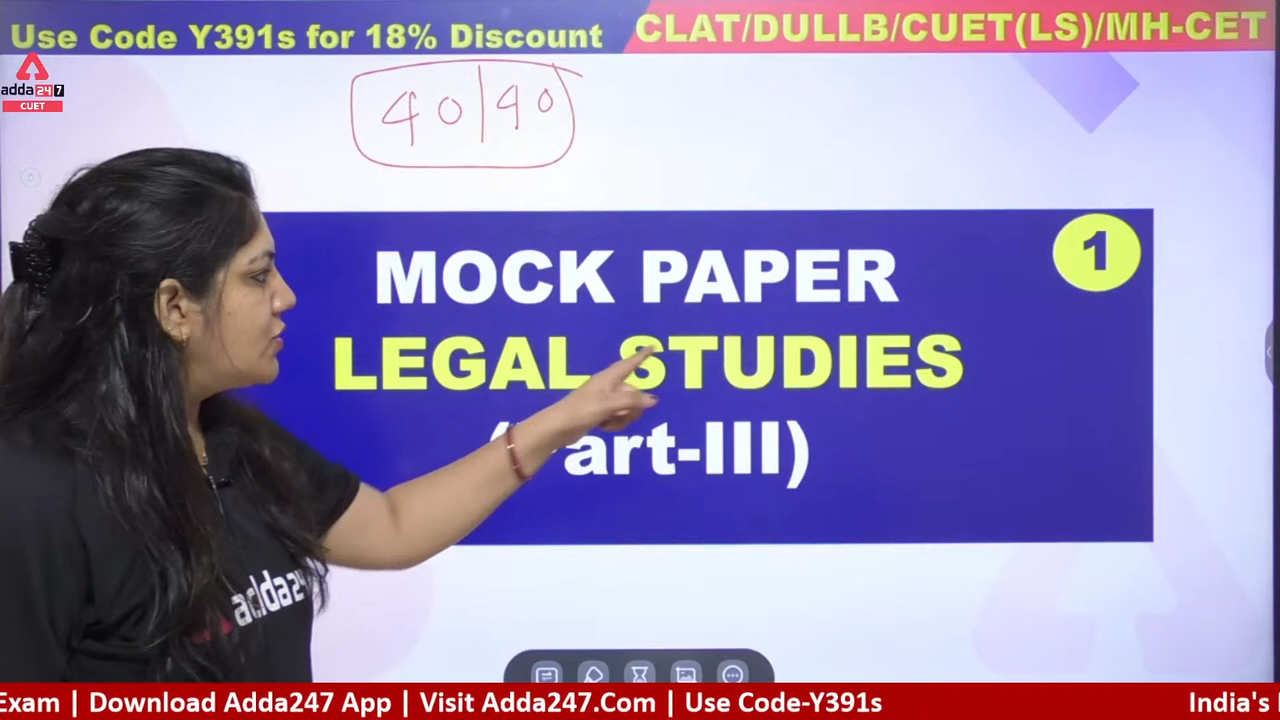 Use Code Y391s for 18% Discount
CLAT/DULLB/CUET(LS)/MH-CET
adda247
CUET
40|40
1
MOCK PAPER
LEGAL STUDIES
(Part-III)
adda24
Exam | Download Adda247 App | Visit Adda247.Com | Use Code-Y391s
India's